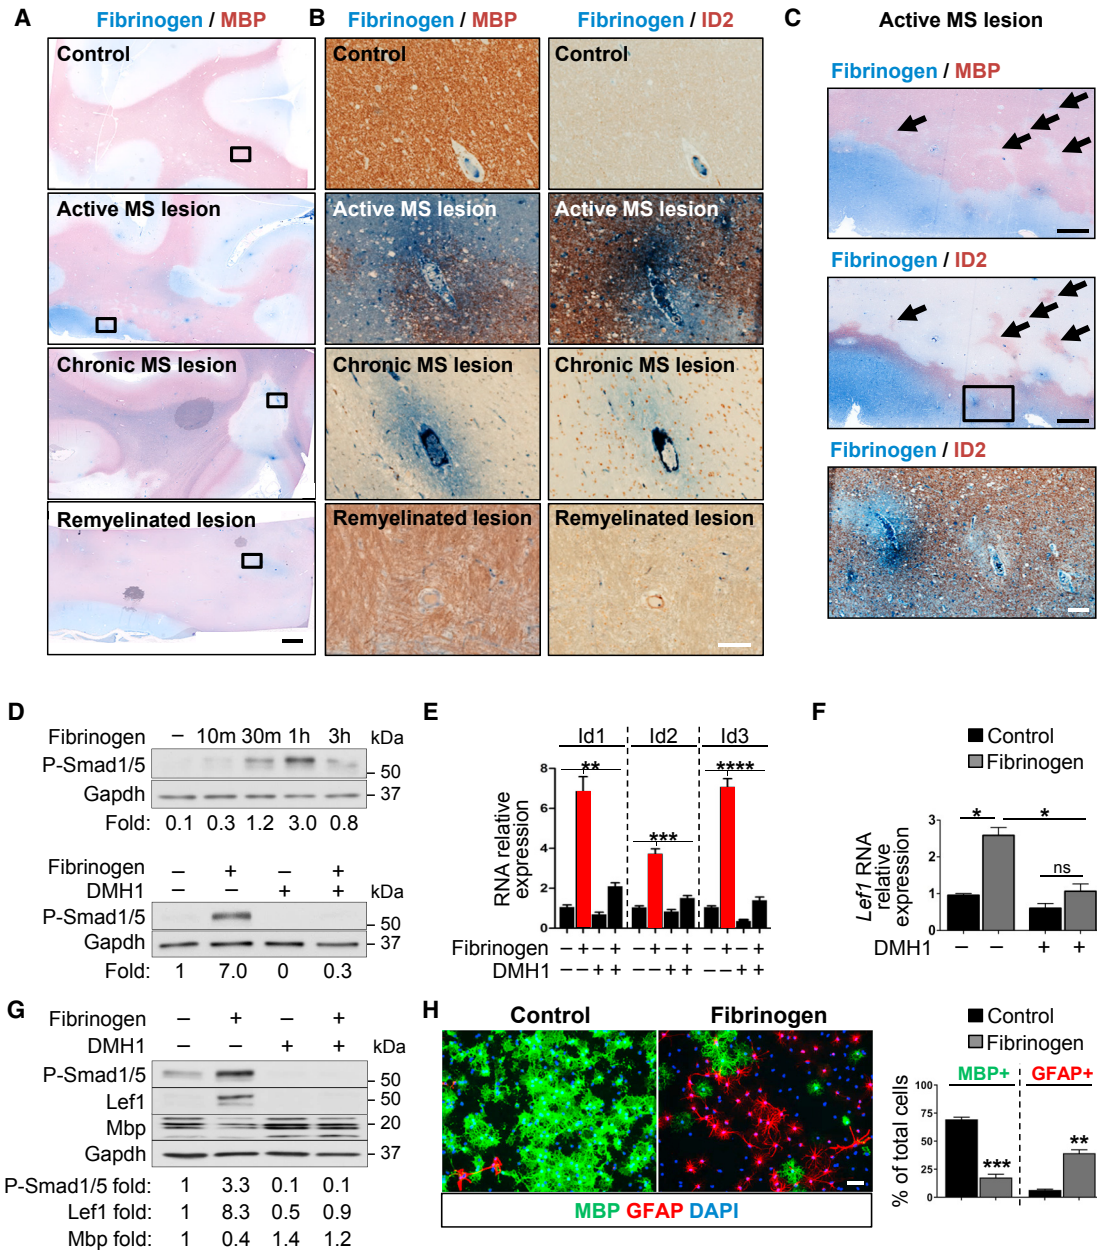 A
Fibrinogen / MBP
Control
Active MS lesion
Chronic MS lesion
Remyelinated lesion
B
Fibrinogen / MBP
Fibrinogen / ID2
Control
Control
Active MS lesion
Active MS lesion
Chronic MS lesion
Chronic MS lesion
Remyelinated lesion
Remyelinated lesion
C
Active MS lesion
Fibrinogen / MBP
Fibrinogen / ID2
Fibrinogen / ID2
D
Fibrinogen – 10m 30m 1h 3h kDa
P-Smad1/5 50
Gapdh 37
Fold: 0.1 0.3 1.2 3.0 0.8
Fibrinogen – + – +
DMH1 – – + + kDa
P-Smad1/5 50
Gapdh 37
Fold: 1 7.0 0 0.3
E
Id1 Id2 Id3
** *** ****
RNA relative
expression
8
6
4
2
0
Fibrinogen – + – + – + – + – + – +
DMH1 – – + + – – + + – – + +
F
Control
Fibrinogen
* * ns
Lef1 RNA
relative
expression
3
2
1
0
DMH1 – – + +
G
Fibrinogen – + – +
DMH1 – – + + kDa
P-Smad1/5 50
Lef1 50
Mbp 20
Gapdh 37
P-Smad1/5 fold: 1 3.3 0.1 0.1
Lef1 fold: 1 8.3 0.5 0.9
Mbp fold: 1 0.4 1.4 1.2
H
Control Fibrinogen
MBP GFAP DAPI
Control
Fibrinogen
MBP+ GFAP+
% of total cells
100
75
50
25
0
*** **